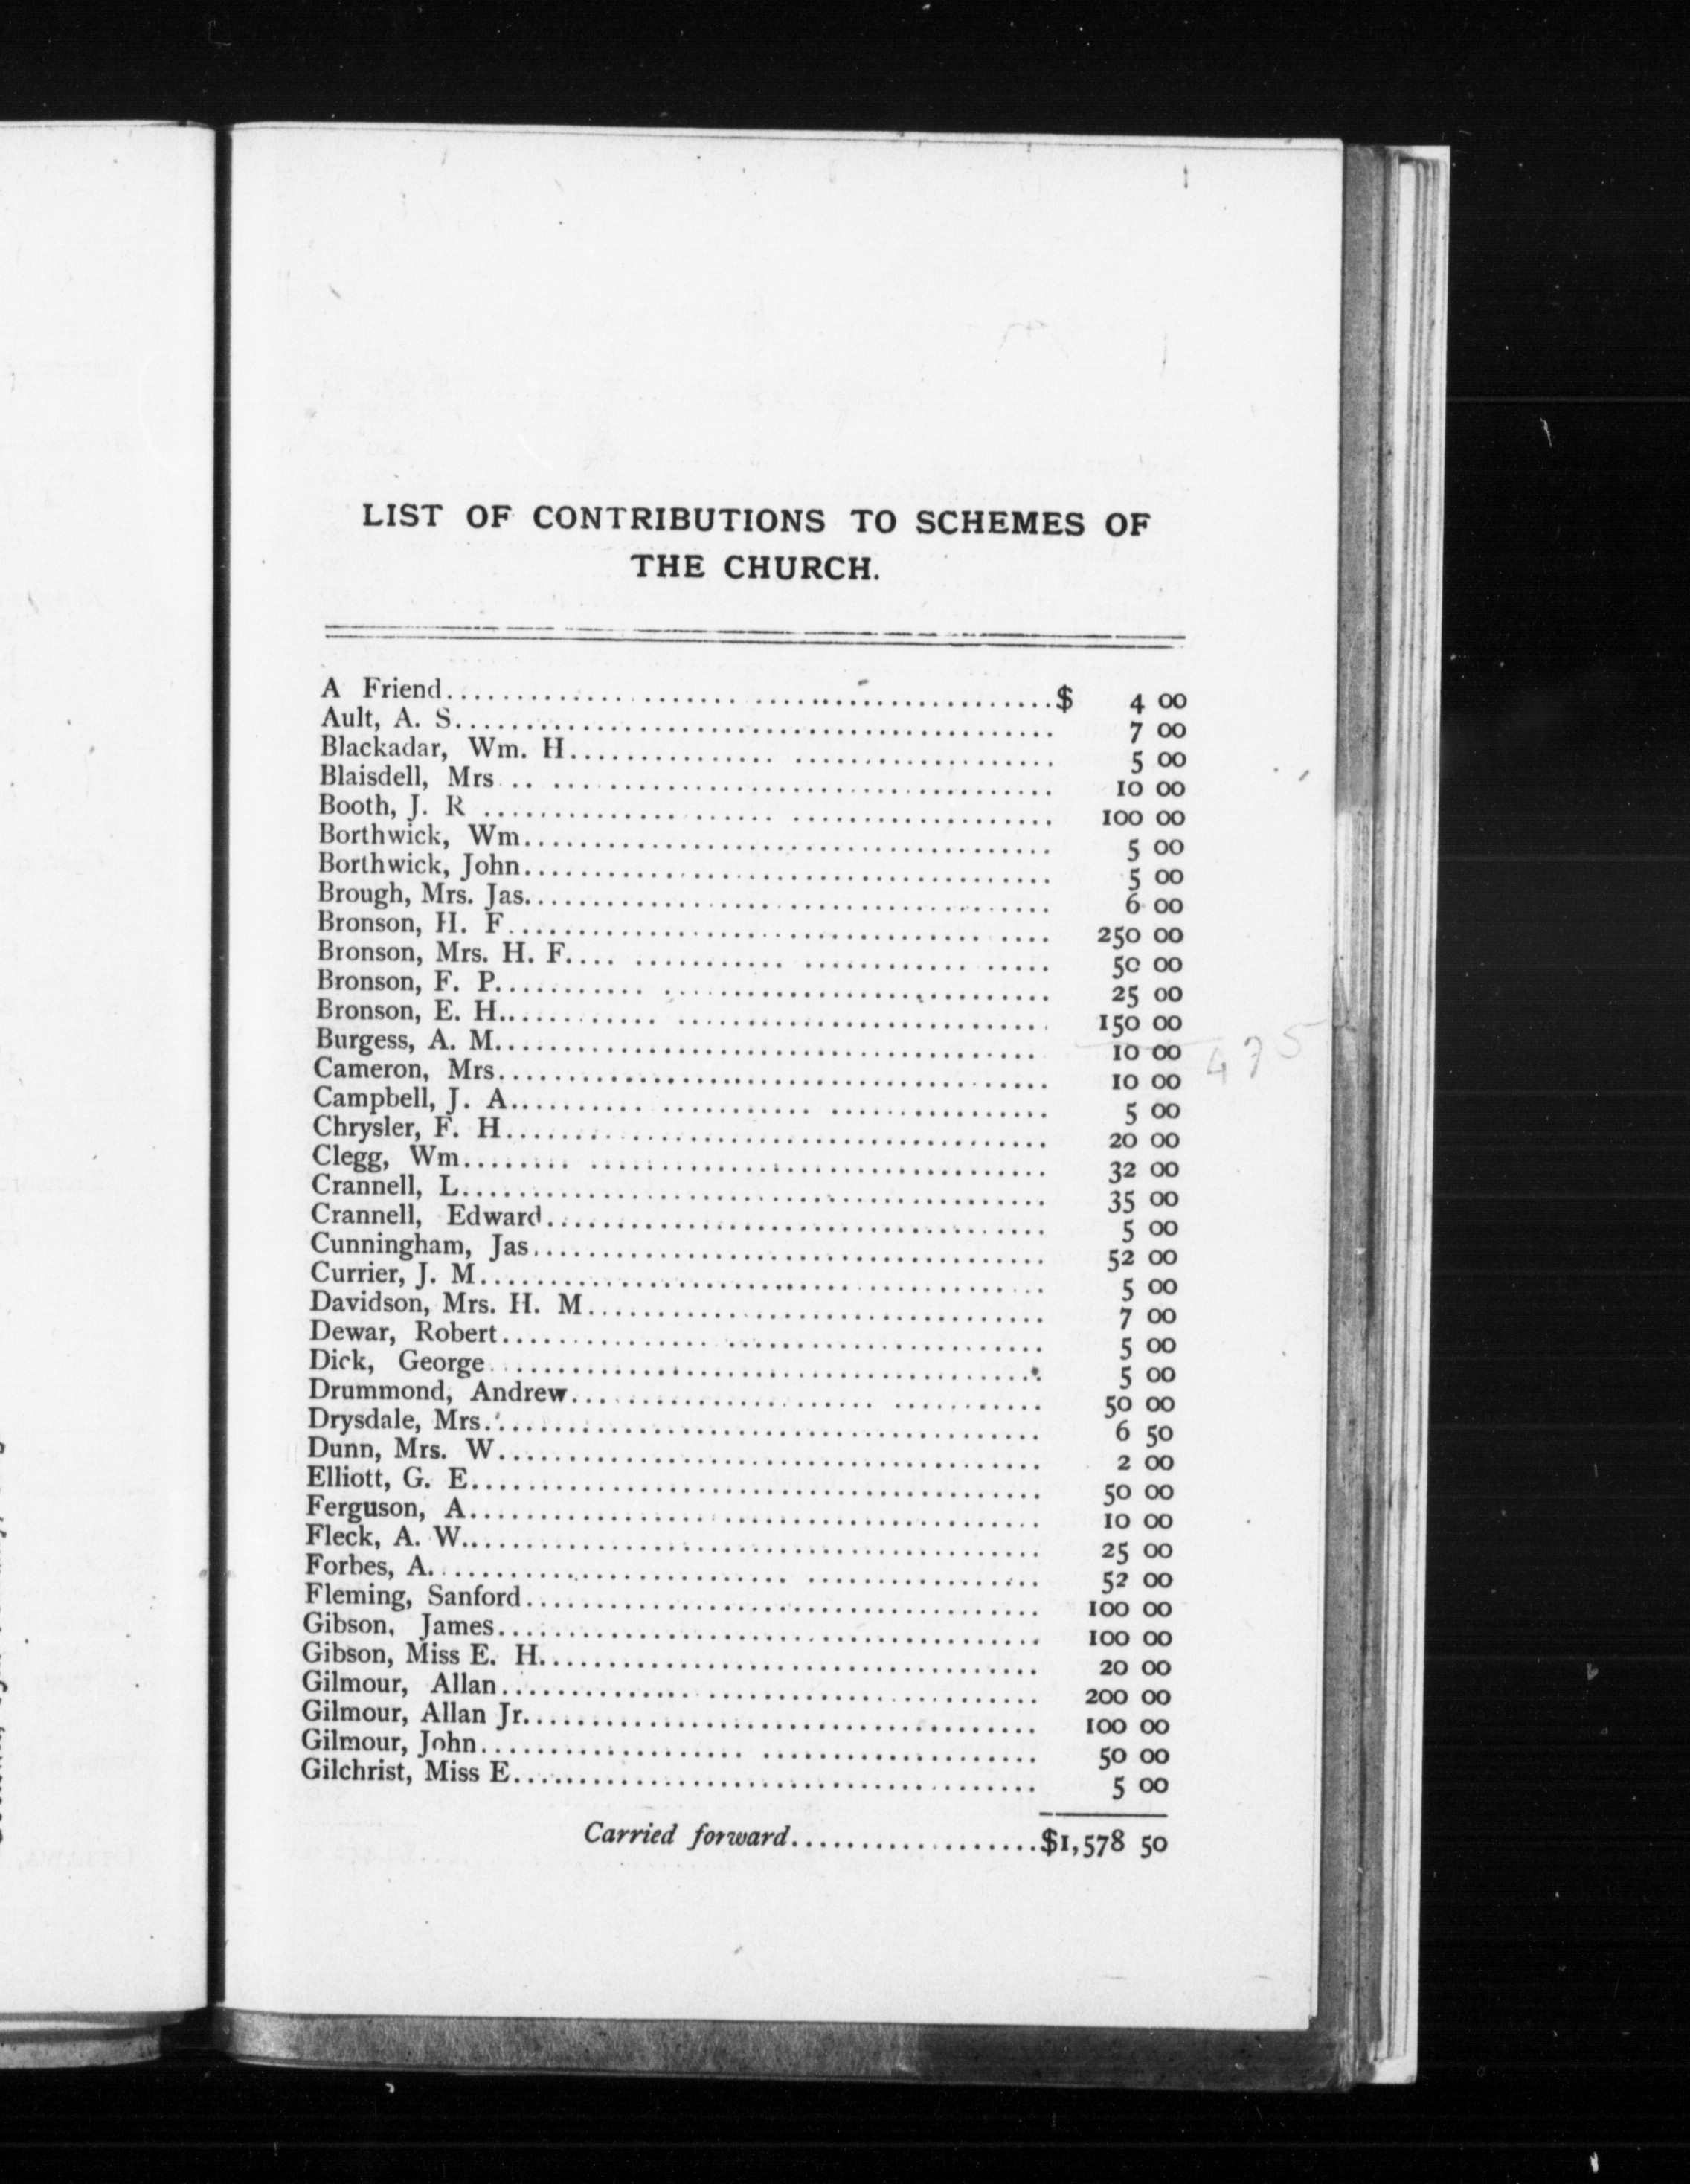 LIST OF CONTRIBUTIONS TO SCHEMES OF
THE CHURCH.
A Friend $ 4 00
Ault, A. S. 7 00
Blackadar, Wm. H. 5 00
Blaisdell, Mrs 10 00
Booth, J. R 100 00
Borthwick, Wm. 5 00
Borthwick, John 5 00
Brough, Mrs. Jas. 6 00
Bronson, H. F. 250 00
Bronson, Mrs. H. F. 50 00
Bronson, F. P. 25 00
Bronson, E. H. 150 00
Burgess, A. M. 10 00
475
Cameron, Mrs. 10 00
Campbell, J. A. 5 00
Chrysler, F. H. 20 00
Clegg, Wm. 32 00
Crannell, L. 35 00
Crannell, Edward 5 00
Cunningham, Jas. 52 00
Currier, J. M. 5 00
Davidson, Mrs. H. M. 7 00
Dewar, Robert 5 00
Dick, George 5 00
Drummond, Andrew 50 00
Drysdale, Mrs. 6 50
Dunn, Mrs. W. 2 00
Elliott, G. E. 50 00
Ferguson, A. 10 00
Fleck, A. W. 25 00
Forbes, A. 52 00
Fleming, Sanford 100 00
Gibson, James 100 00
Gibson, Miss E. H. 20 00
Gilmour, Allan 200 00
Gilmour, Allan Jr. 100 00
Gilmour, John 50 00
Gilchrist, Miss E. 5 00
Carried forward $1,578 50